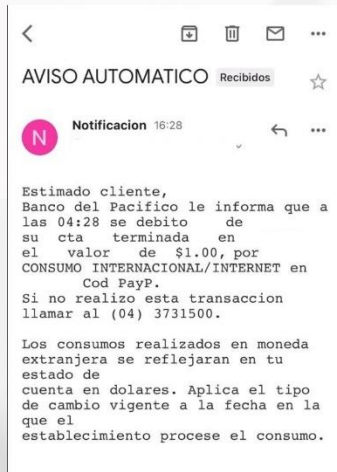 AVISO AUTOMATICO Recibidos
N
Notificacion 16:28
Estimado cliente,
Banco del Pacifico le informa que a
las 04:28 se debito de
su cta terminada en
el valor de $1.00, por
CONSUMO INTERNACIONAL/INTERNET en
Cod PayP.
Si no realizo esta transaccion
llamar al (04) 3731500.
Los consumos realizados en moneda
extranjera se reflejaran en tu
estado de
cuenta en dolares. Aplica el tipo
de cambio vigente a la fecha en la
que el
establecimiento procese el consumo.